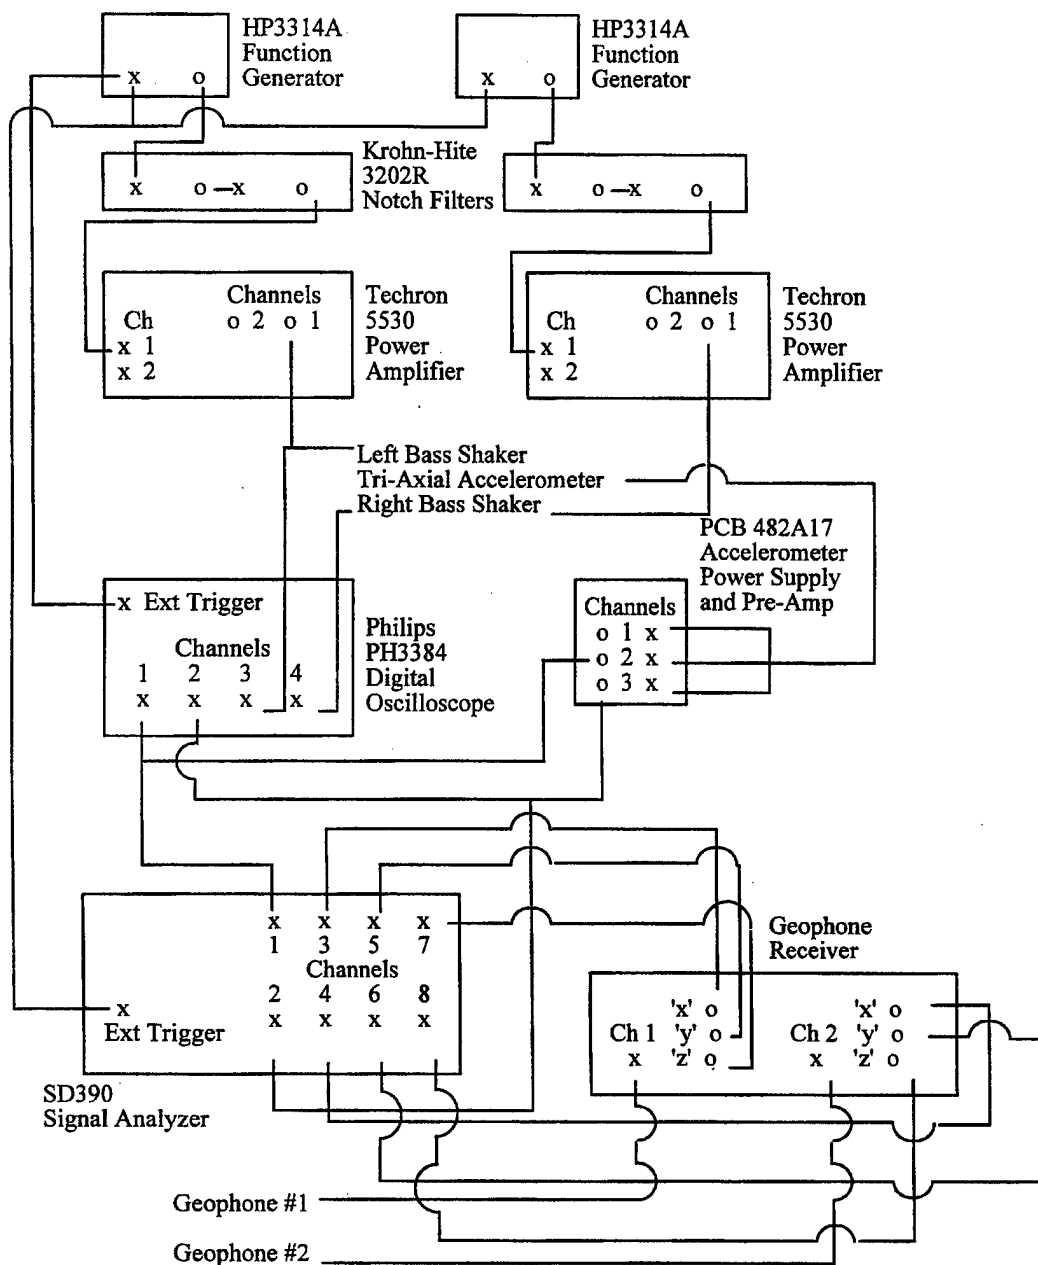 HP3314A
Function
Generator
x o
HP3314A
Function
Generator
x o
Krohn-Hite
3202R
Notch Filters
x o x o
x o x o
Channels
o 2 o 1
Ch
x 1
x 2
Techron
5530
Power
Amplifier
Channels
o 2 o 1
Ch
x 1
x 2
Techron
5530
Power
Amplifier
Left Bass Shaker
Tri-Axial Accelerometer
Right Bass Shaker
PCB 482A17
Accelerometer
Power Supply
and Pre-Amp
x Ext Trigger
Channels
1 2 3 4
x x x x
Philips
PH3384
Digital
Oscilloscope
Channels
o 1 x
o 2 x
o 3 x
x x x x
1 3 5 7
Channels
2 4 6 8
x x x x
x
Ext Trigger
SD390
Signal Analyzer
Geophone
Receiver
'x' o
Ch 1 'y' o
x 'z' o
'x' o
Ch 2 'y' o
x 'z' o
Geophone #1
Geophone #2